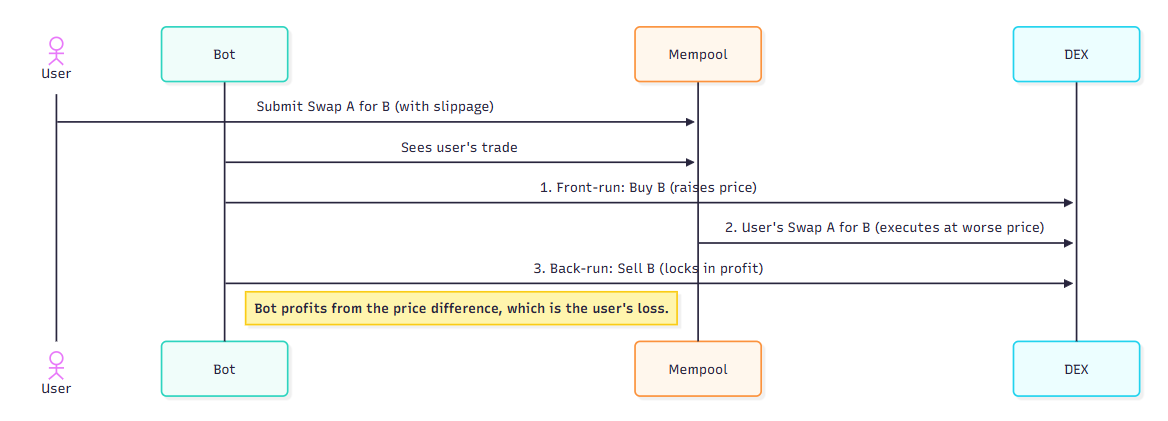 User
Bot
Mempool
DEX
Submit Swap A for B (with slippage)
Sees user's trade
1. Front-run: Buy B (raises price)
2. User's Swap A for B (executes at worse price)
3. Back-run: Sell B (locks in profit)
Bot profits from the price difference, which is the user's loss.
User
Bot
Mempool
DEX